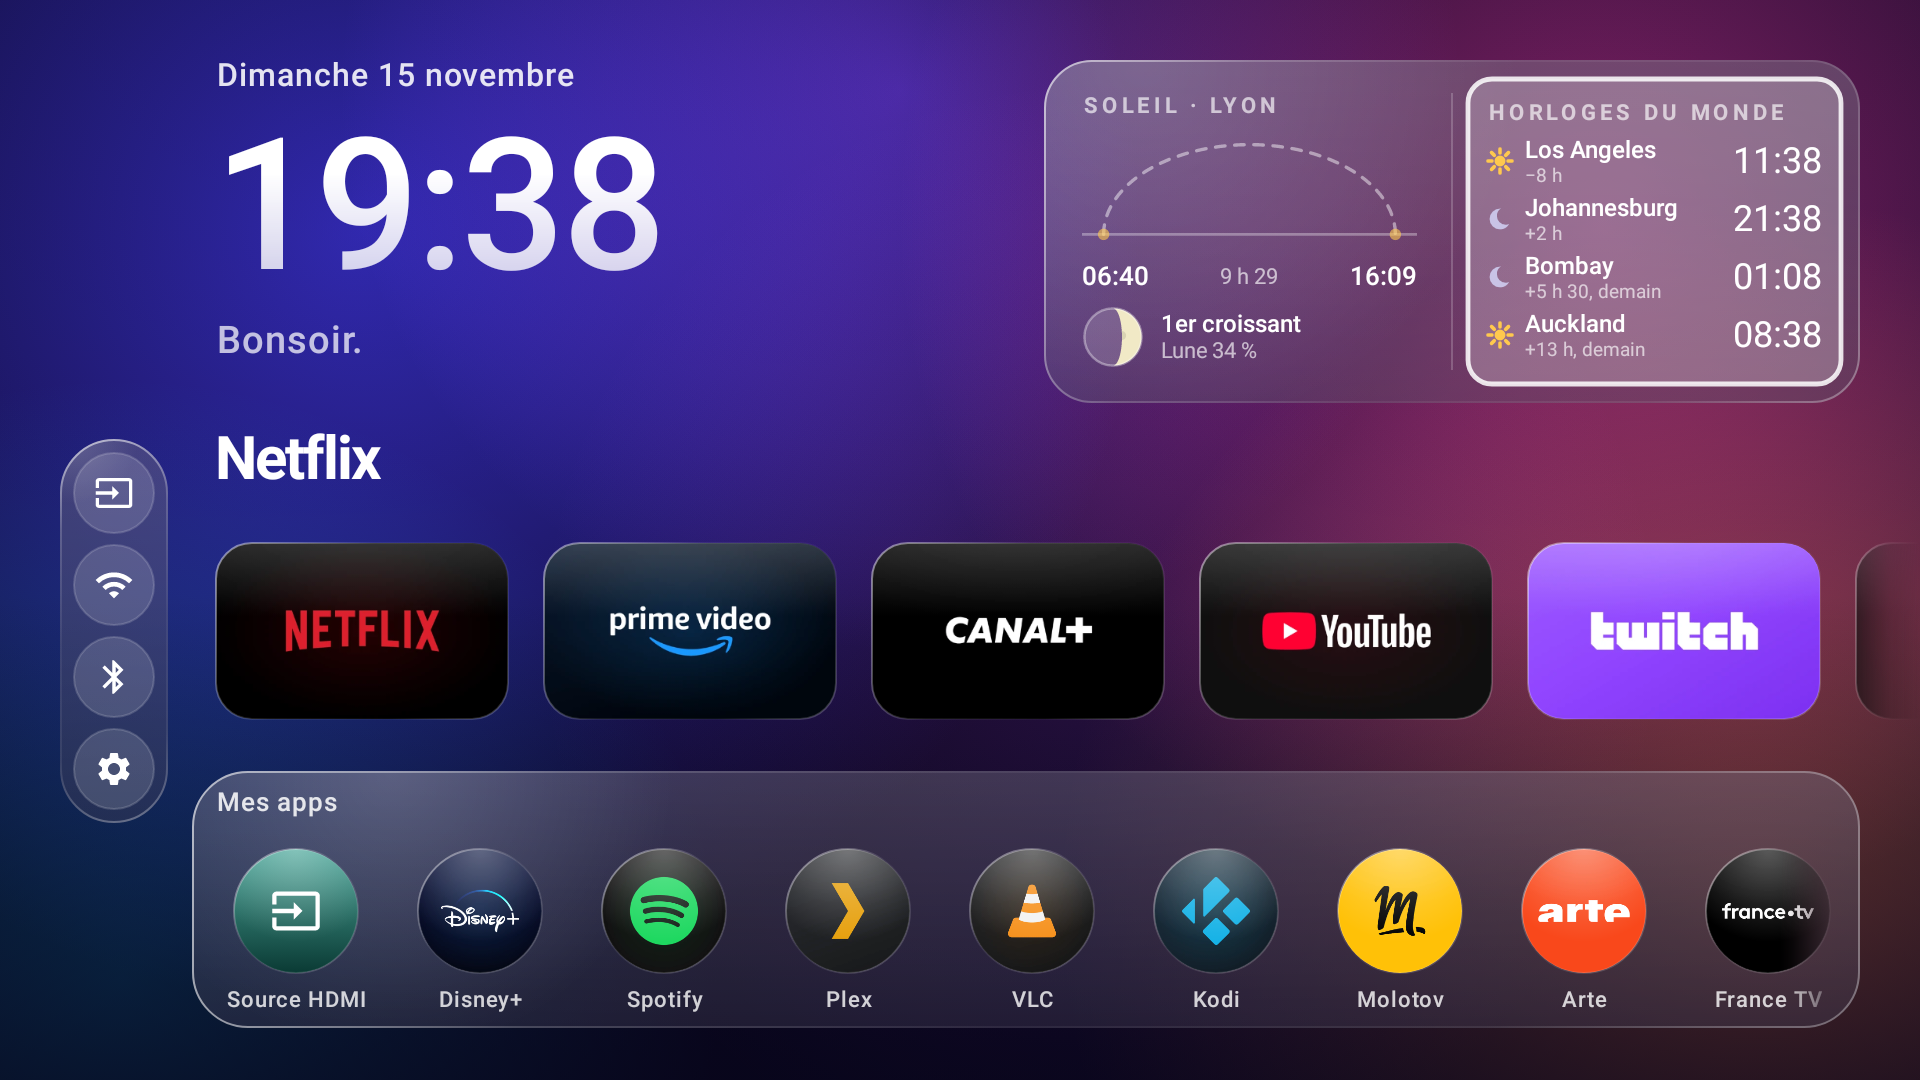 Dimanche 15 novembre
19:38
Bonsoir.
SOLEIL · LYON
06:40
9 h 29
16:09
1er croissant
Lune 34 %
HORLOGES DU MONDE
Los Angeles
−8 h
11:38
Johannesburg
+2 h
21:38
Bombay
+5 h 30, demain
01:08
Auckland
+13 h, demain
08:38
Netflix
NETFLIX
prime video
CANAL+
YouTube
twitch
Mes apps
Disney+
M.
arte
france•tv
Source HDMI
Disney+
Spotify
Plex
VLC
Kodi
Molotov
Arte
France TV